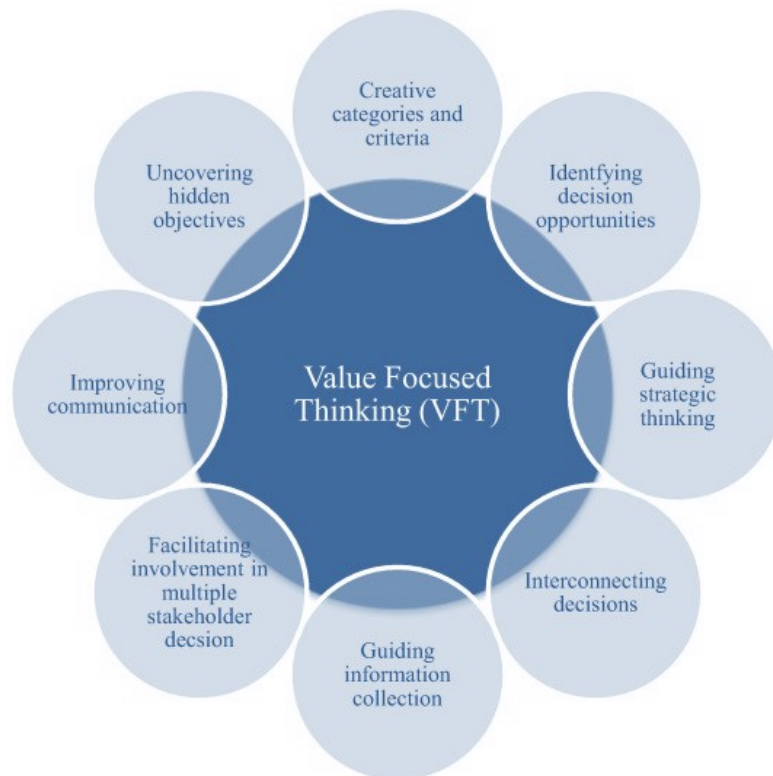 Creative
categories and
criteria
Identfying
decision
opportunities
Guiding
strategic
thinking
Interconnecting
decisions
Guiding
information
collection
Facilitating
involvement in
multiple
stakeholder
decsion
Improving
communication
Uncovering
hidden
objectives
Value Focused
Thinking (VFT)